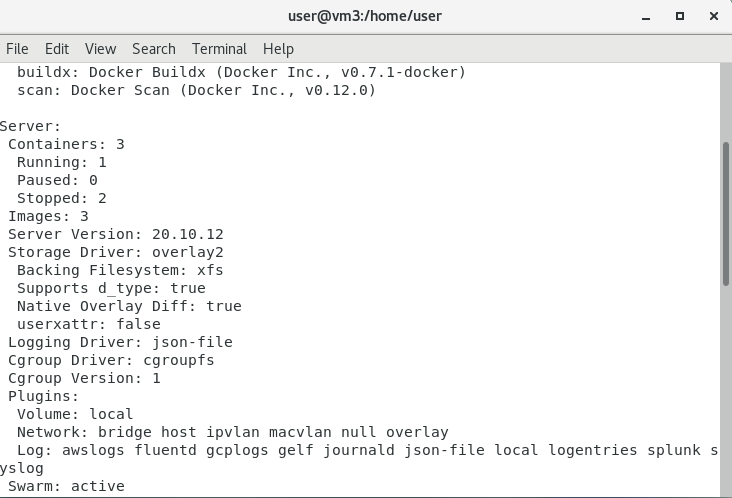 user@vm3:/home/user
File Edit View Search Terminal Help
buildx: Docker Buildx (Docker Inc., v0.7.1-docker)
scan: Docker Scan (Docker Inc., v0.12.0)
Server:
Containers: 3
Running: 1
Paused: 0
Stopped: 2
Images: 3
Server Version: 20.10.12
Storage Driver: overlay2
Backing Filesystem: xfs
Supports d_type: true
Native Overlay Diff: true
userxattr: false
Logging Driver: json-file
Cgroup Driver: cgroupfs
Cgroup Version: 1
Plugins:
Volume: local
Network: bridge host ipvlan macvlan null overlay
Log: awslogs fluentd gcplogs gelf journald json-file local logentries splunk s
yslog
Swarm: active